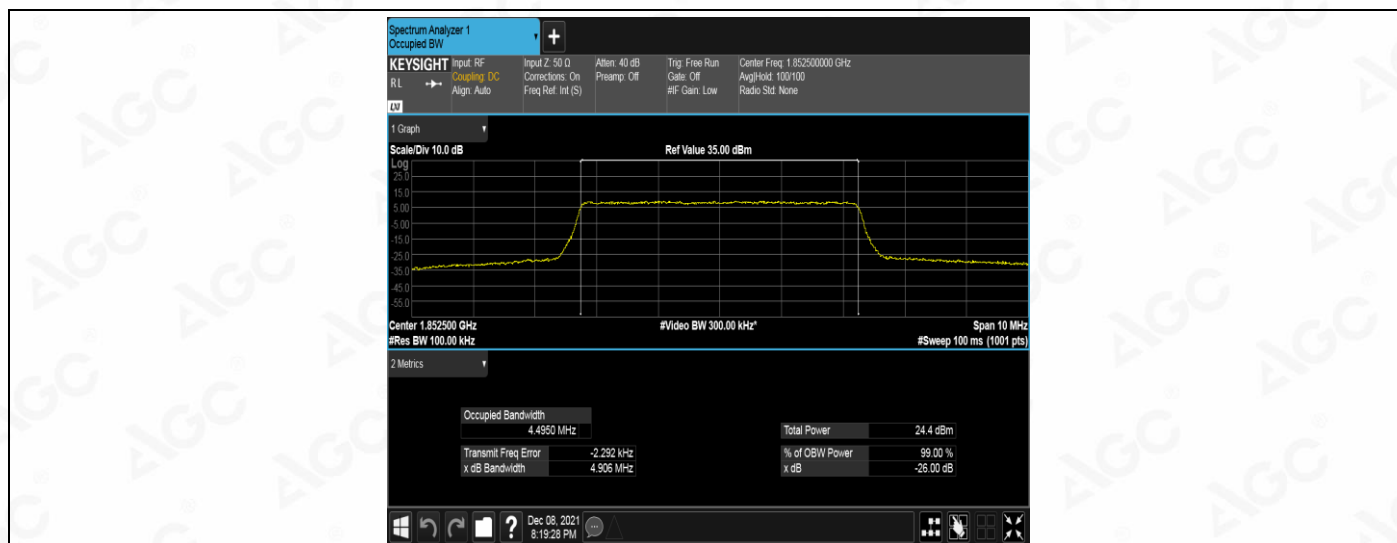 Spectrum Analyzer 1
Occupied BW
+
KEYSIGHT
RL
LXI
Input: RF
Coupling: DC
Align: Auto
Input Z: 50 Ω
Corrections: On
Freq Ref: Int (S)
Atten: 40 dB
Preamp: Off
Trig: Free Run
Gate: Off
#IF Gain: Low
Center Freq: 1.852500000 GHz
Avg|Hold: 100/100
Radio Std: None
1 Graph
Scale/Div 10.0 dB
Ref Value 35.00 dBm
Log
25.0
15.0
5.00
-5.00
-15.0
-25.0
-35.0
-45.0
-55.0
Center 1.852500 GHz
#Video BW 300.00 kHz*
Span 10 MHz
#Res BW 100.00 kHz
#Sweep 100 ms (1001 pts)
2 Metrics
Occupied Bandwidth
4.4950 MHz
Total Power 24.4 dBm
Transmit Freq Error -2.292 kHz
% of OBW Power 99.00 %
x dB Bandwidth 4.906 MHz
x dB -26.00 dB
?
Dec 08, 2021
8:19:28 PM
AGC